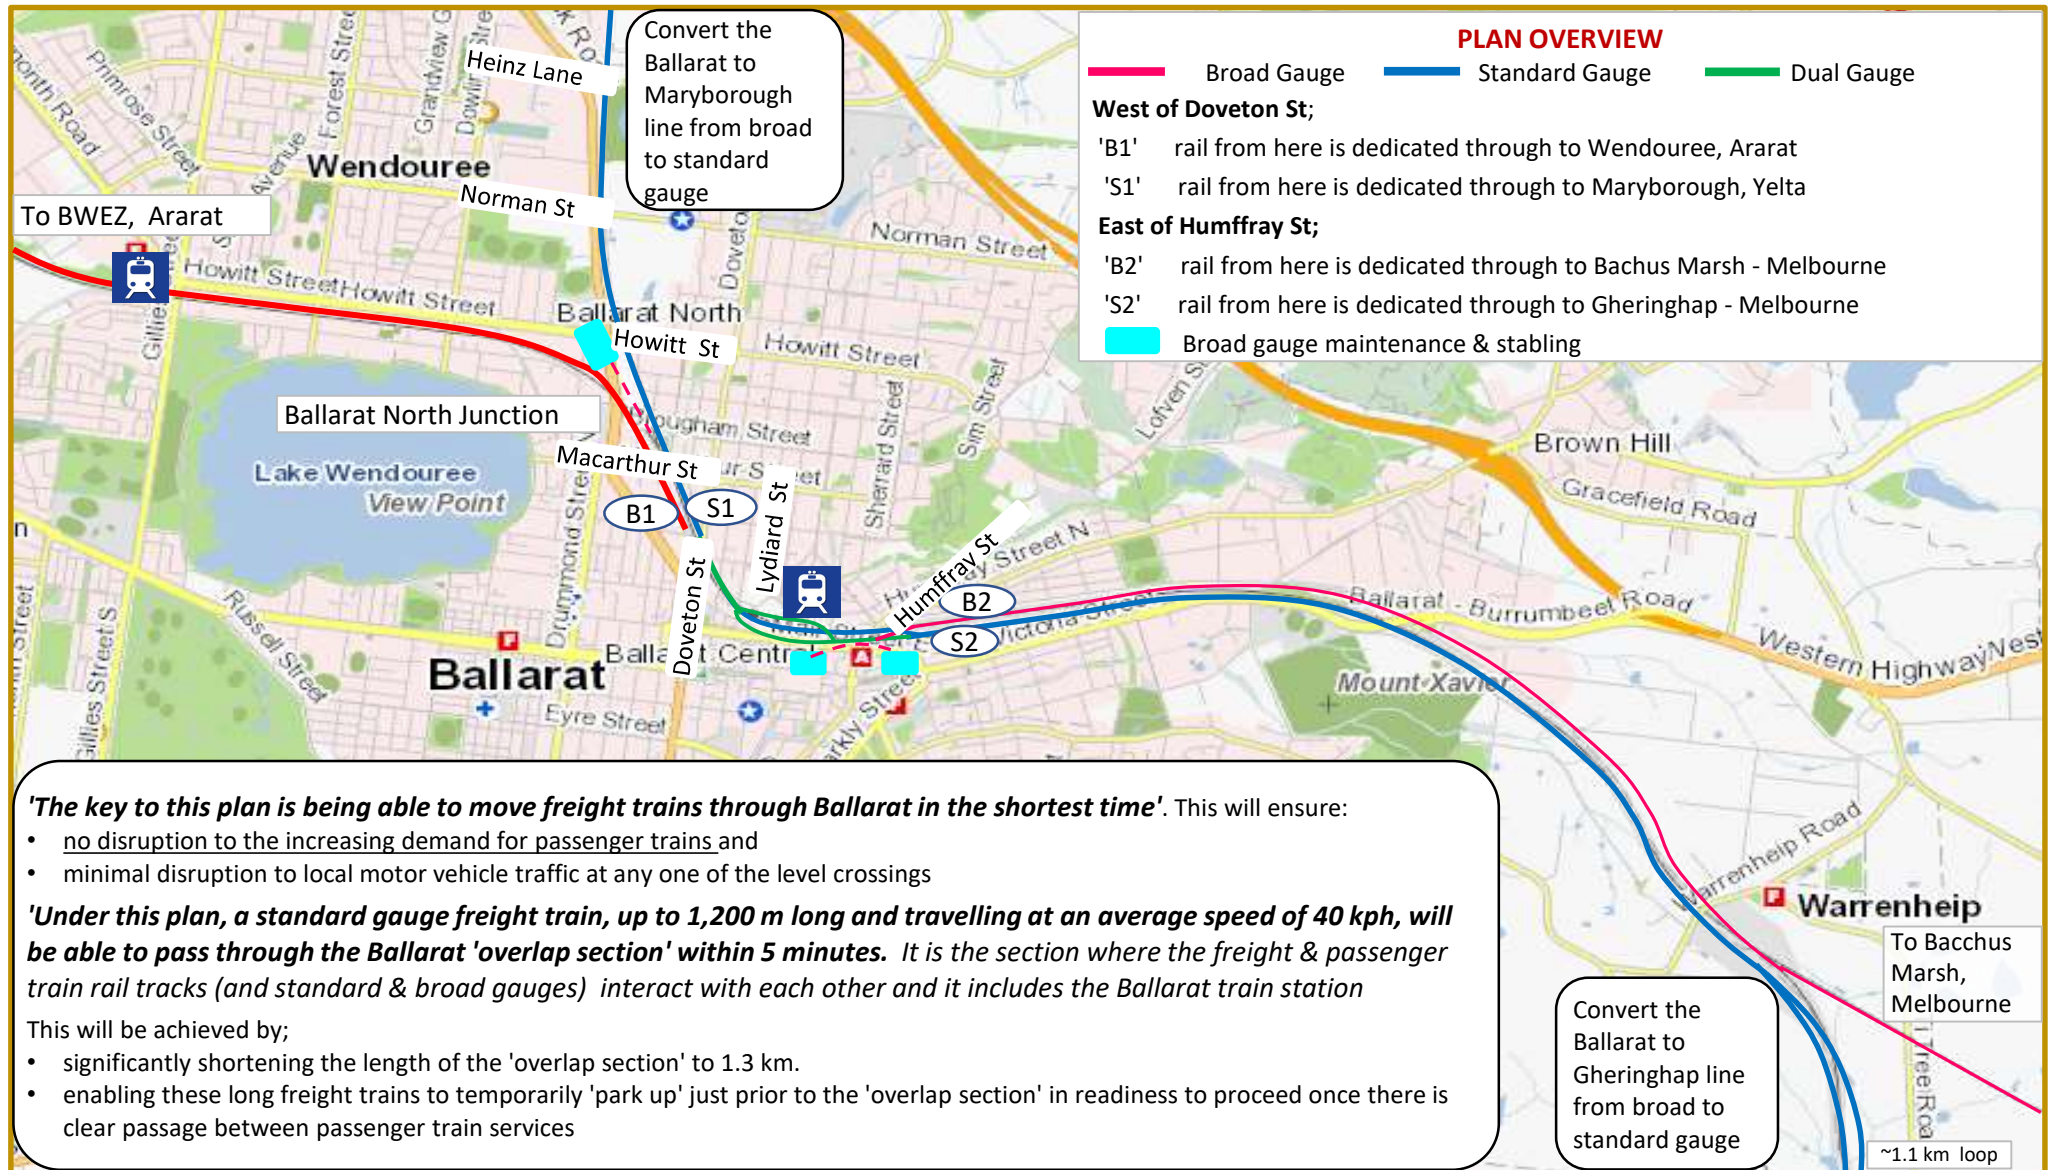 PLAN OVERVIEW
Broad Gauge Standard Gauge Dual Gauge
West of Doveton St;
'B1' rail from here is dedicated through to Wendouree, Ararat
'S1' rail from here is dedicated through to Maryborough, Yelta
East of Humffray St;
'B2' rail from here is dedicated through to Bachus Marsh - Melbourne
'S2' rail from here is dedicated through to Gheringhap - Melbourne
Broad gauge maintenance & stabling
Convert the
Ballarat to
Maryborough
line from broad
to standard
gauge
Heinz Lane
Primrose Street
Forest Stree
Grandview G
Avenue
Wendouree
Norman St
Norman Street
To BWEZ, Ararat
Howitt Street
Howitt Street
Ballarat North
Howitt St
Howitt Street
Ballarat North Junction
Macarthur St
Sherrard Street
Sim Street
Lake Wendouree
View Point
B1
S1
Lydiard St
Doveton St
Humffray St
B2
S2
Brown Hill
Gracefield Road
Ballarat - Burrumbeet Road
Western Highway
Mount Xavier
Russell Street
Gilles Street S
Ballarat
Eyre Street
Warrenheip
To Bacchus
Marsh,
Melbourne
Convert the
Ballarat to
Gheringhap line
from broad to
standard gauge
~1.1 km loop
'The key to this plan is being able to move freight trains through Ballarat in the shortest time'. This will ensure:
• no disruption to the increasing demand for passenger trains and
• minimal disruption to local motor vehicle traffic at any one of the level crossings
'Under this plan, a standard gauge freight train, up to 1,200 m long and travelling at an average speed of 40 kph, will
be able to pass through the Ballarat 'overlap section' within 5 minutes. It is the section where the freight & passenger
train rail tracks (and standard & broad gauges) interact with each other and it includes the Ballarat train station
This will be achieved by;
• significantly shortening the length of the 'overlap section' to 1.3 km.
• enabling these long freight trains to temporarily 'park up' just prior to the 'overlap section' in readiness to proceed once there is
clear passage between passenger train services